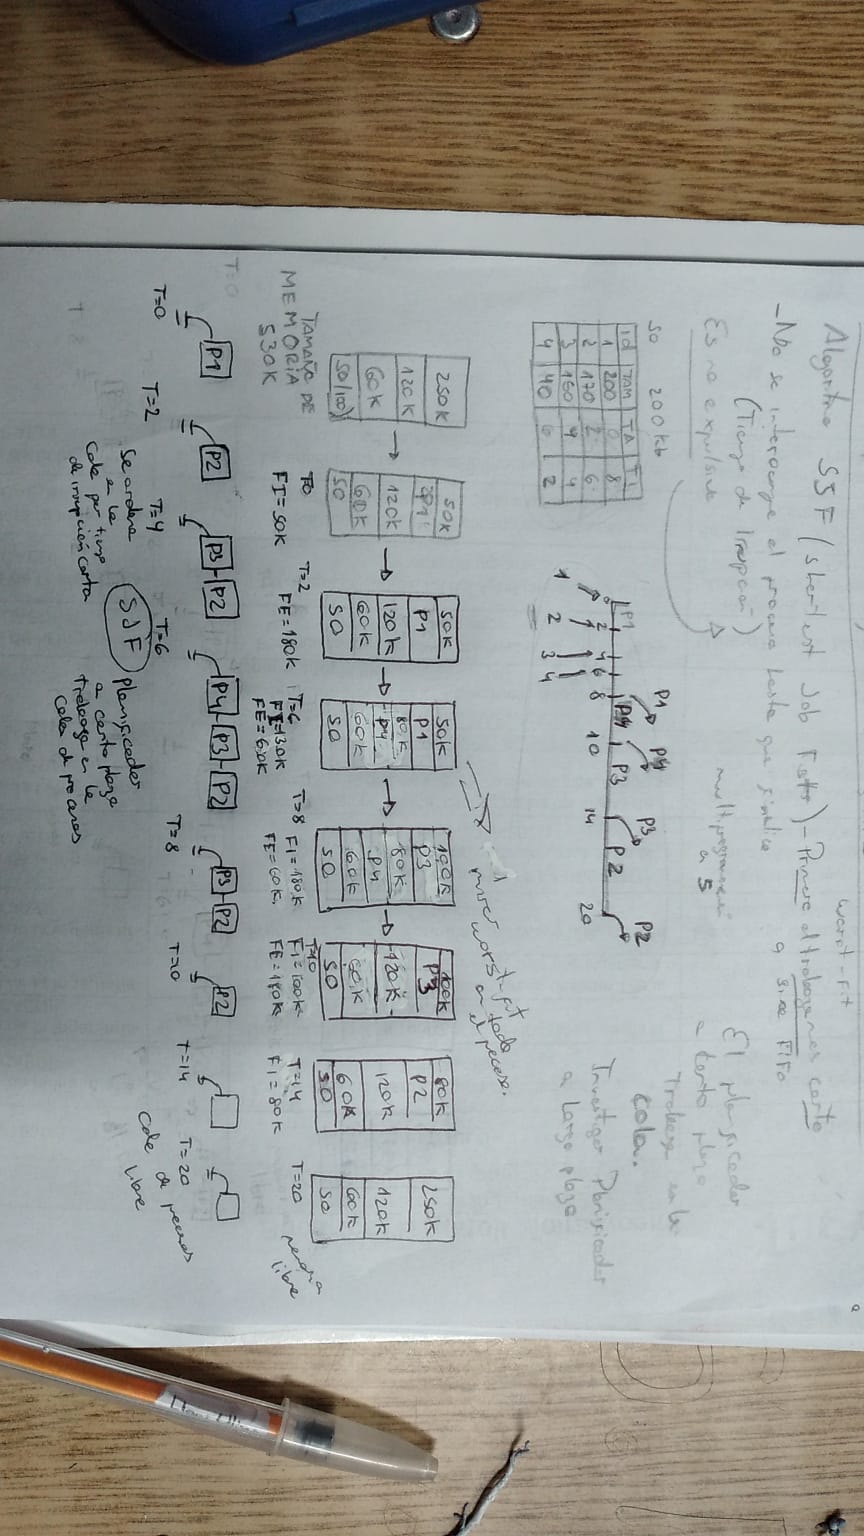 Worst-Fit
Algoritmo SJF (shortest Job First) - Primero el trabajo más corto
a sino FIFO
- No se interrumpe el proceso hasta que finalice
(Tiempo de Irrupción)
Es no expulsivo
multiprogramación
a 5
El planificador
a corto plazo
Trabaja en la
cola.
Investigar Planificador
a Largo plazo
SO 200Kb
id TAM TA TI
1 200 0 8
2 170 2 6
3 150 4 4
4 40 6 2
P1 P4 P3 P2
P1 P4 P3 P2
0 2 4 6 8 10 14 20
1 2 3 4
worst-fit
en todo
el proceso.
250K 120K 60K SO(100)
50K P1 120K 60K SO
50K P1 120K 60K SO
50K P1 80K P4 60K SO
100K P3 80K P4 60K SO
100K P3 120K 60K SO
80K P2 120K 60K SO
250K 120K 60K SO
TAMAÑO DE
MEMORIA
530K
T0
FI=50K
T=2
FE=180K
T=6
FI=130K
FE=60K
T=8
FI=180K
FE=60K
T=10
FI=100K
FE=180K
T=14
FI=80K
T=20
memoria
libre
T=0
P1
P2
P3 - P2
P4 - P3 - P2
P3 - P2
P2
T=0
T=2
T=4
T=6
T=8
T=10
T=14
T=20
Se ordena
en la
cola por tiempo
de irrupción corta
SJF
planificador
a corto plazo
trabaja en la
cola de procesos
Cola de procesos
libre